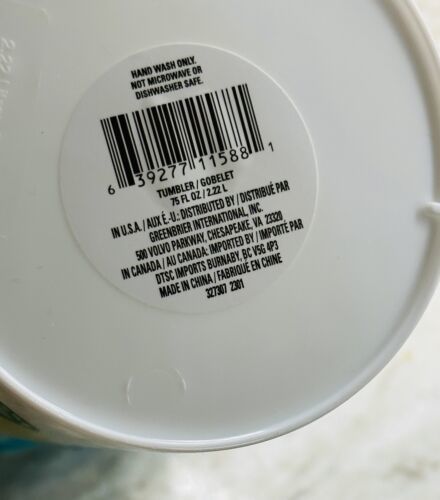 HAND WASH ONLY.
NOT MICROWAVE OR
DISHWASHER SAFE.
6 39277 11588 1
TUMBLER / GOBELET
75 FL OZ / 2.22 L
IN U.S.A. / AUX É.-U.: DISTRIBUTED BY / DISTRIBUÉ PAR
GREENBRIER INTERNATIONAL, INC.
500 VOLVO PARKWAY, CHESAPEAKE, VA 23320
IN CANADA / AU CANADA: IMPORTED BY / IMPORTÉ PAR
DTSC IMPORTS BURNABY, BC V5G 4P3
MADE IN CHINA / FABRIQUÉ EN CHINE
327307 2301